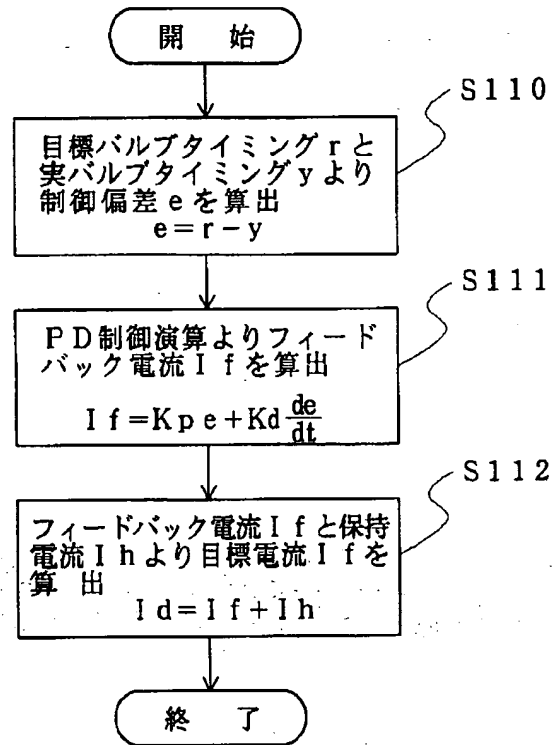 開 始
S110
目標バルブタイミングrと
実バルブタイミングyより
制御偏差eを算出
e=r−y
S111
PD制御演算よりフィード
バック電流Ifを算出
If=Kpe+Kd de/dt
S112
フィードバック電流Ifと保持
電流Ihより目標電流Ifを
算 出
Id=If+Ih
終 了